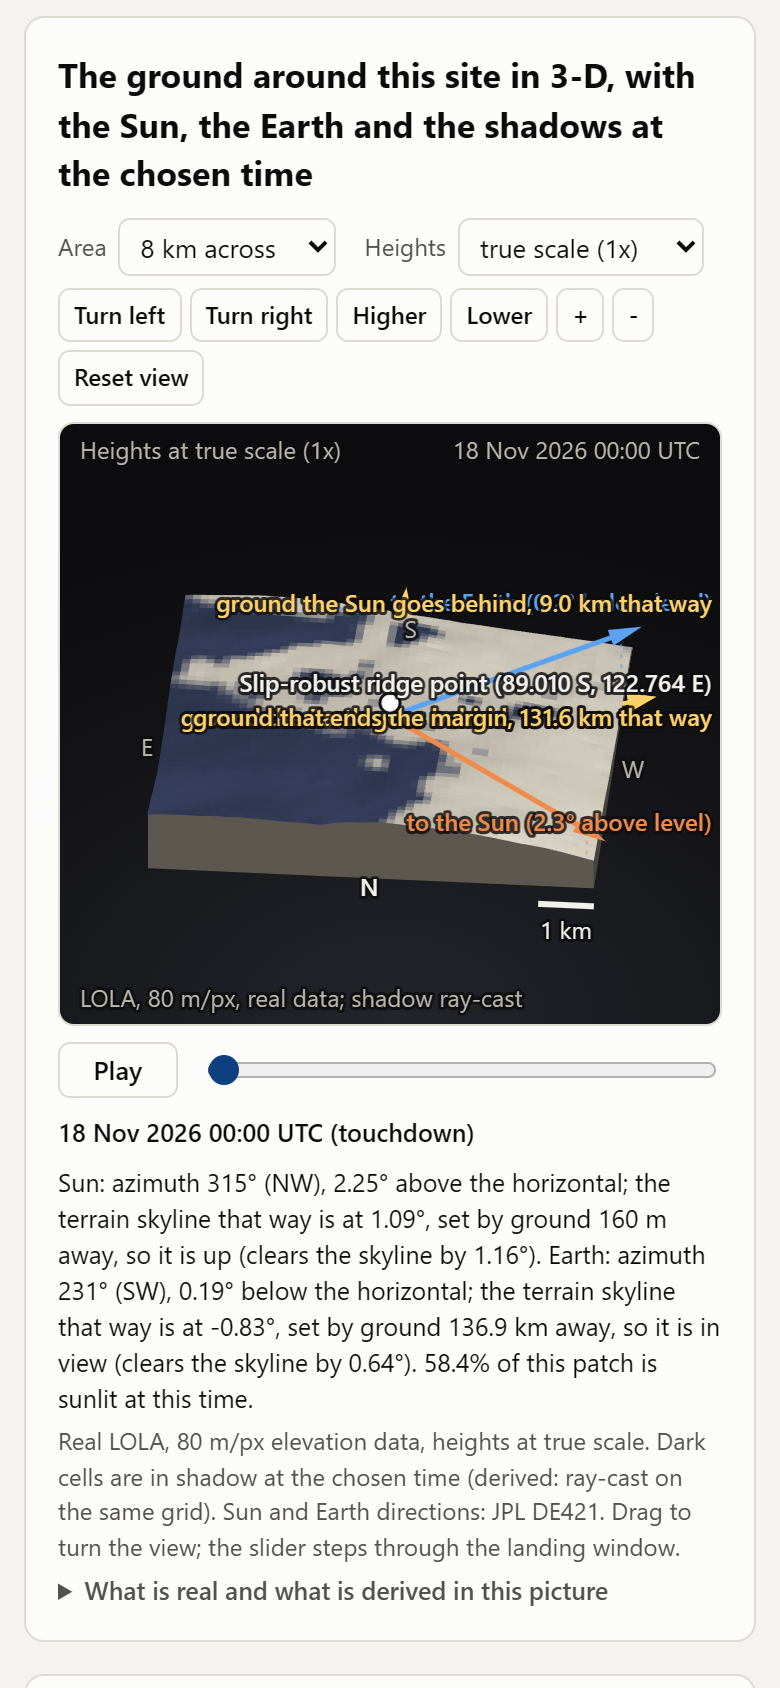 The ground around this site in 3-D, with
the Sun, the Earth and the shadows at
the chosen time
Area 8 km across Heights true scale (1x)
Turn left Turn right Higher Lower + -
Reset view
Heights at true scale (1x) 18 Nov 2026 00:00 UTC
ground the Sun goes behind, 9.0 km that way
S
Slip-robust ridge point (89.010 S, 122.764 E)
ground that ends the margin, 131.6 km that way
E
W
to the Sun (2.3° above level)
N
1 km
LOLA, 80 m/px, real data; shadow ray-cast
Play
18 Nov 2026 00:00 UTC (touchdown)
Sun: azimuth 315° (NW), 2.25° above the horizontal; the
terrain skyline that way is at 1.09°, set by ground 160 m
away, so it is up (clears the skyline by 1.16°). Earth: azimuth
231° (SW), 0.19° below the horizontal; the terrain skyline
that way is at -0.83°, set by ground 136.9 km away, so it is in
view (clears the skyline by 0.64°). 58.4% of this patch is
sunlit at this time.
Real LOLA, 80 m/px elevation data, heights at true scale. Dark
cells are in shadow at the chosen time (derived: ray-cast on
the same grid). Sun and Earth directions: JPL DE421. Drag to
turn the view; the slider steps through the landing window.
What is real and what is derived in this picture